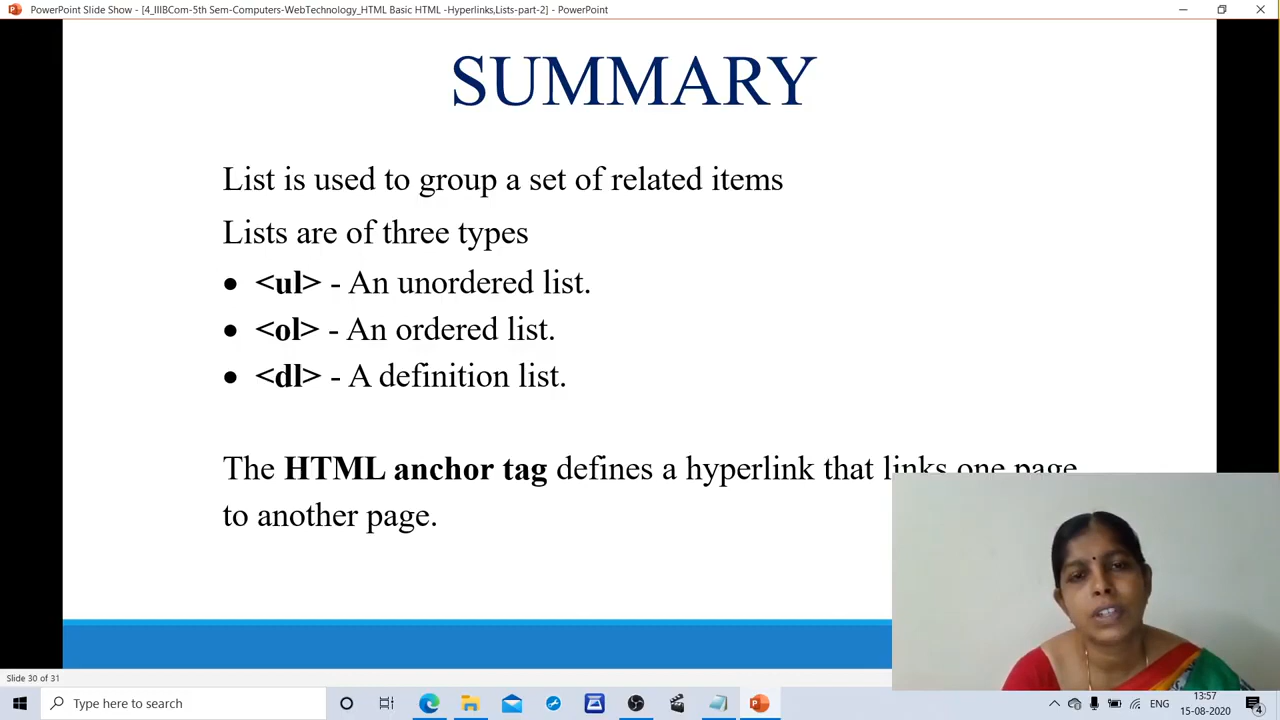 PowerPoint Slide Show - [4_IIIBCom-5th Sem-Computers-WebTechnology_HTML Basic HTML -Hyperlinks,Lists-part-2] - PowerPoint
SUMMARY
List is used to group a set of related items
Lists are of three types
• <ul> - An unordered list.
• <ol> - An ordered list.
• <dl> - A definition list.
The HTML anchor tag defines a hyperlink that links one page
to another page.
Slide 30 of 31
Type here to search
ENG
13:57
15-08-2020
4